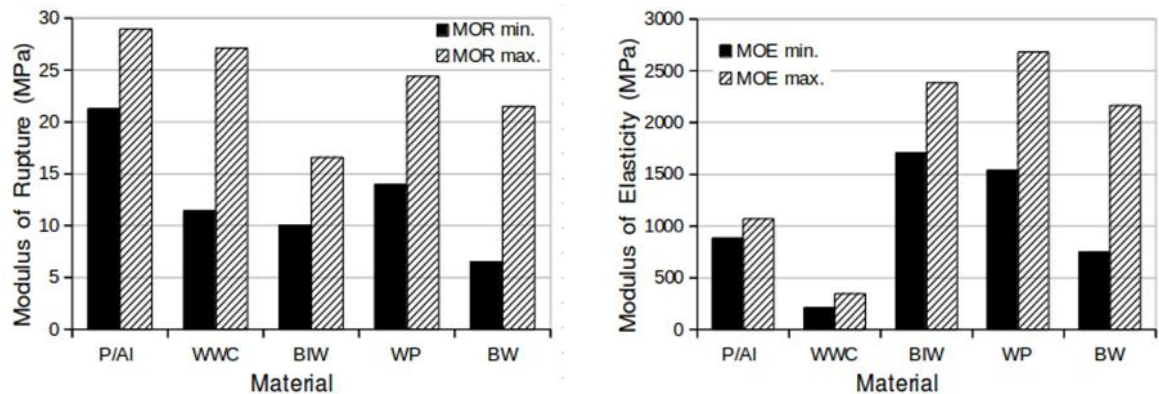 30
25
20
15
10
5
0
Modulus of Rupture (MPa)
MOR min.
MOR max.
P/Al WWC BIW WP BW
Material
3000
2500
2000
1500
1000
500
0
Modulus of Elasticity (MPa)
MOE min.
MOE max.
P/Al WWC BIW WP BW
Material